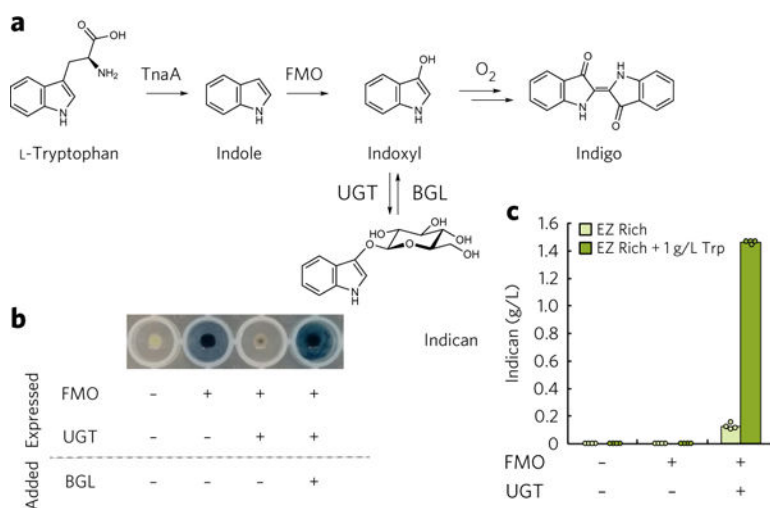 a
L-Tryptophan
TnaA
Indole
FMO
Indoxyl
O2
Indigo
UGT
BGL
Indican
O
OH
NH2
N
H
OH
N
H
O
H
N
N
H
O
OH
HO
O
O
OH
OH
N
H
b
Expressed
FMO – + + +
UGT – – + +
Added
BGL – – – +
c
EZ Rich
EZ Rich + 1 g/L Trp
Indican (g/L)
1.6
1.4
1.2
1.0
0.8
0.6
0.4
0.2
0
FMO – + +
UGT – – +